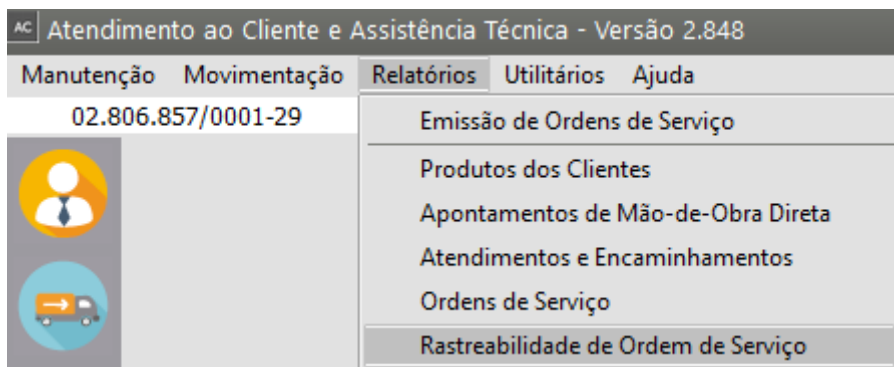 AC Atendimento ao Cliente e Assistência Técnica - Versão 2.848
Manutenção Movimentação Relatórios Utilitários Ajuda
02.806.857/0001-29
Emissão de Ordens de Serviço
Produtos dos Clientes
Apontamentos de Mão-de-Obra Direta
Atendimentos e Encaminhamentos
Ordens de Serviço
Rastreabilidade de Ordem de Serviço